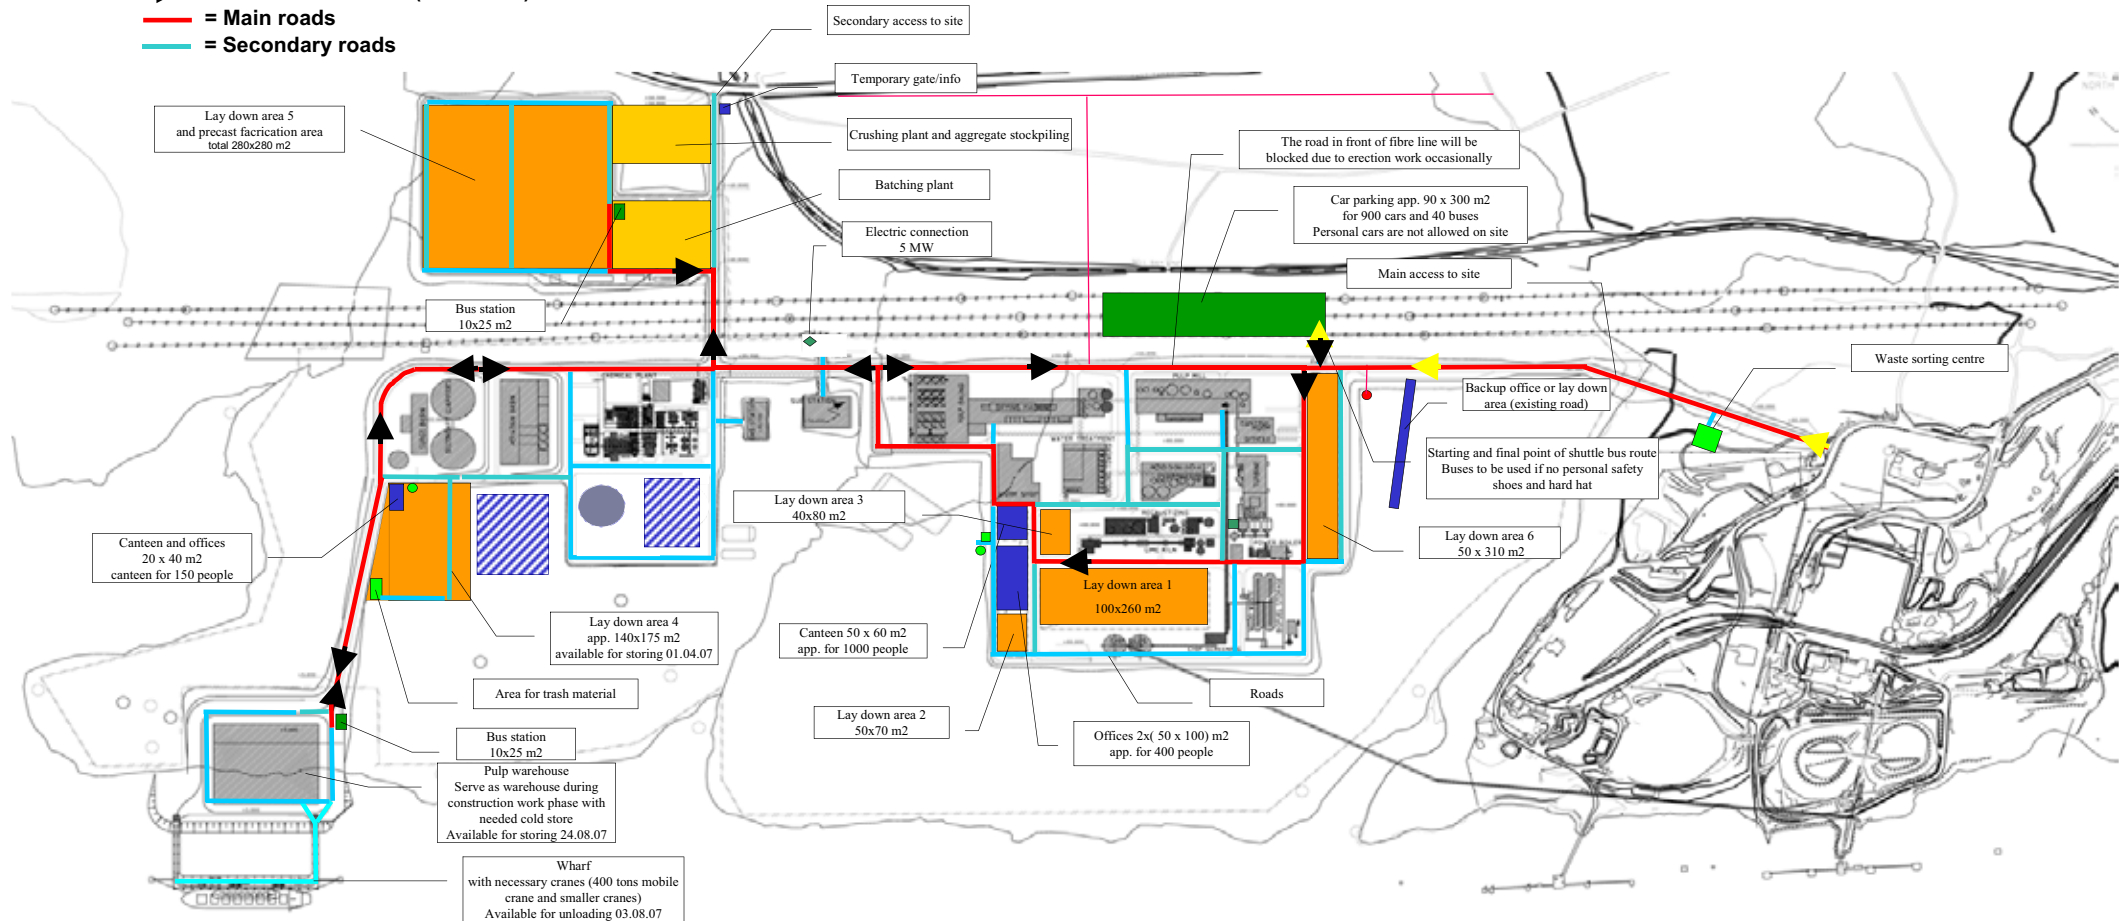 = Main roads
= Secondary roads
Secondary access to site
Temporary gate/info
Lay down area 5
and precast facrication area
total 280x280 m2
Crushing plant and aggregate stockpiling
The road in front of fibre line will be
blocked due to erection work occasionally
Batching plant
Car parking app. 90 x 300 m2
for 900 cars and 40 buses
Personal cars are not allowed on site
Electric connection
5 MW
Main access to site
Bus station
10x25 m2
Waste sorting centre
CHEMICAL PLANT
PULP MILL
Backup office or lay down
area (existing road)
WATER TREATMENT
Starting and final point of shuttle bus route
Buses to be used if no personal safety
shoes and hard hat
Lay down area 3
40x80 m2
Canteen and offices
20 x 40 m2
canteen for 150 people
Lay down area 6
50 x 310 m2
LIME KILN
Lay down area 1
100x260 m2
Lay down area 4
app. 140x175 m2
available for storing 01.04.07
Canteen 50 x 60 m2
app. for 1000 people
Area for trash material
Roads
Lay down area 2
50x70 m2
Offices 2x( 50 x 100) m2
app. for 400 people
Bus station
10x25 m2
Pulp warehouse
Serve as warehouse during
construction work phase with
needed cold store
Available for storing 24.08.07
Wharf
with necessary cranes (400 tons mobile
crane and smaller cranes)
Available for unloading 03.08.07